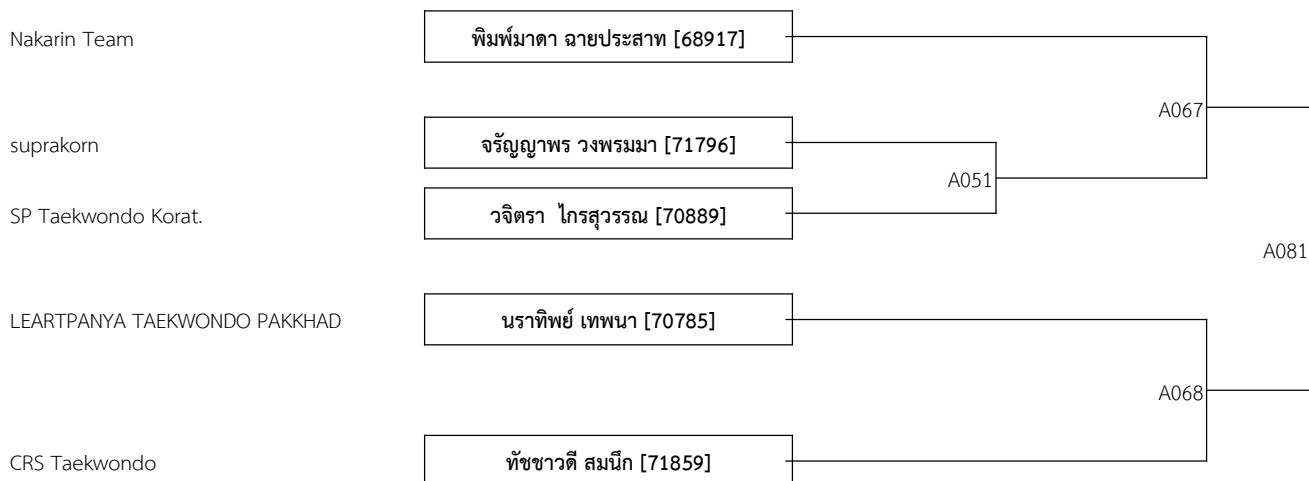 Nakarin Team
พิมพ์มาดา ฉายประสาท [68917]
A067
suprakorn
จรัญญาพร วงพรมมา [71796]
A051
SP Taekwondo Korat.
วจิตรา ไกรสุวรรณ [70889]
A081
LEARTPANYA TAEKWONDO PAKKHAD
นราทิพย์ เทพนา [70785]
A068
CRS Taekwondo
ทัชชาวดี สมนึก [71859]